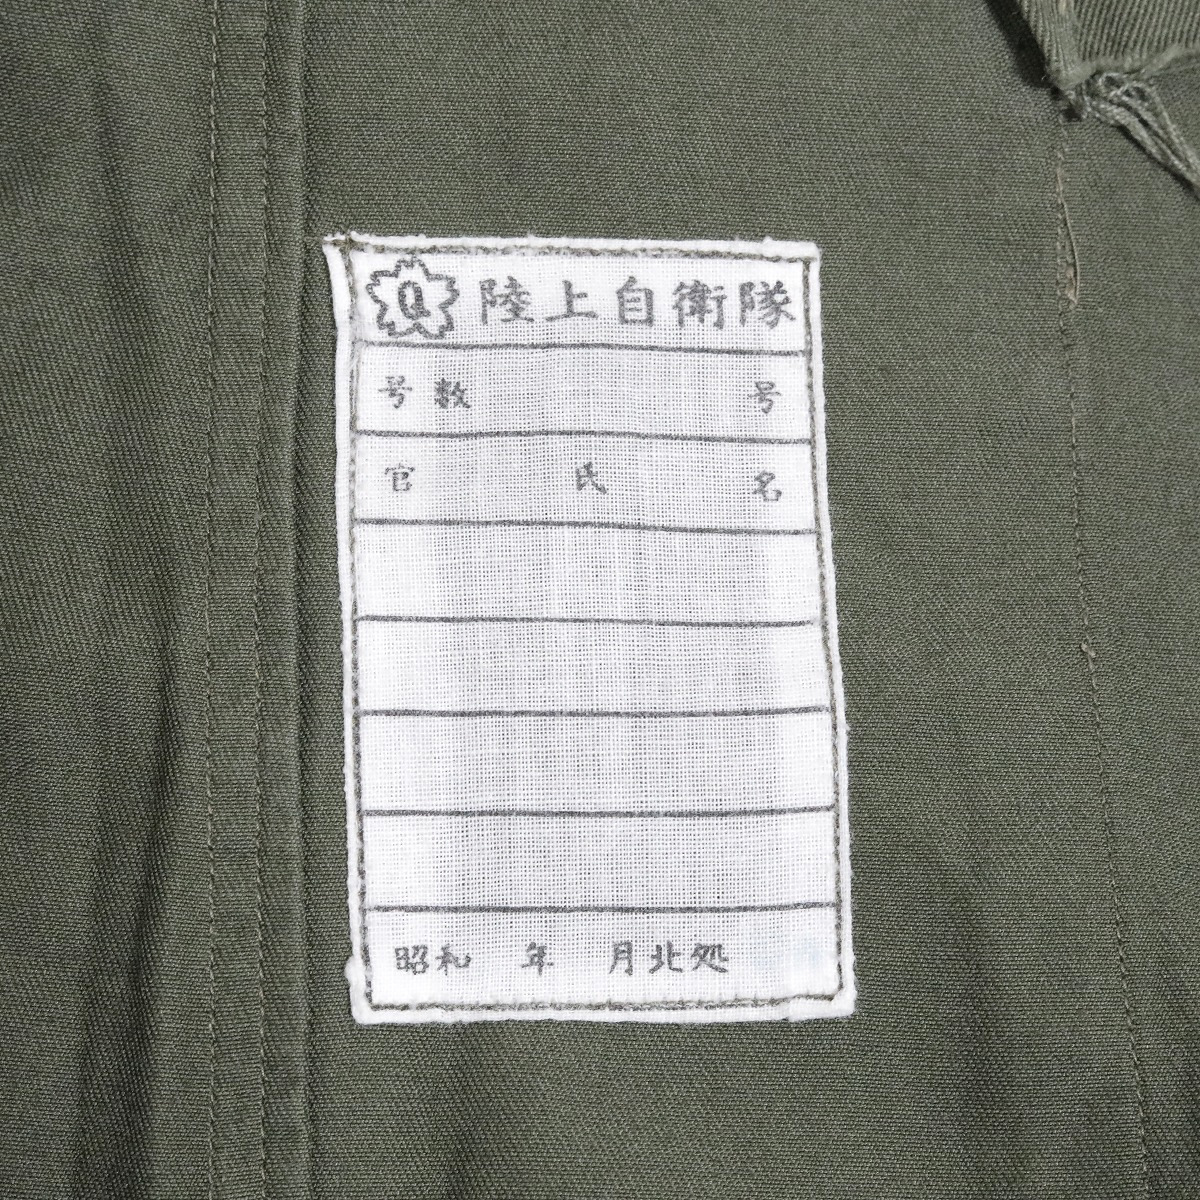 Q 陸上自衛隊
号数 号
官 氏 名
昭和 年 月北処